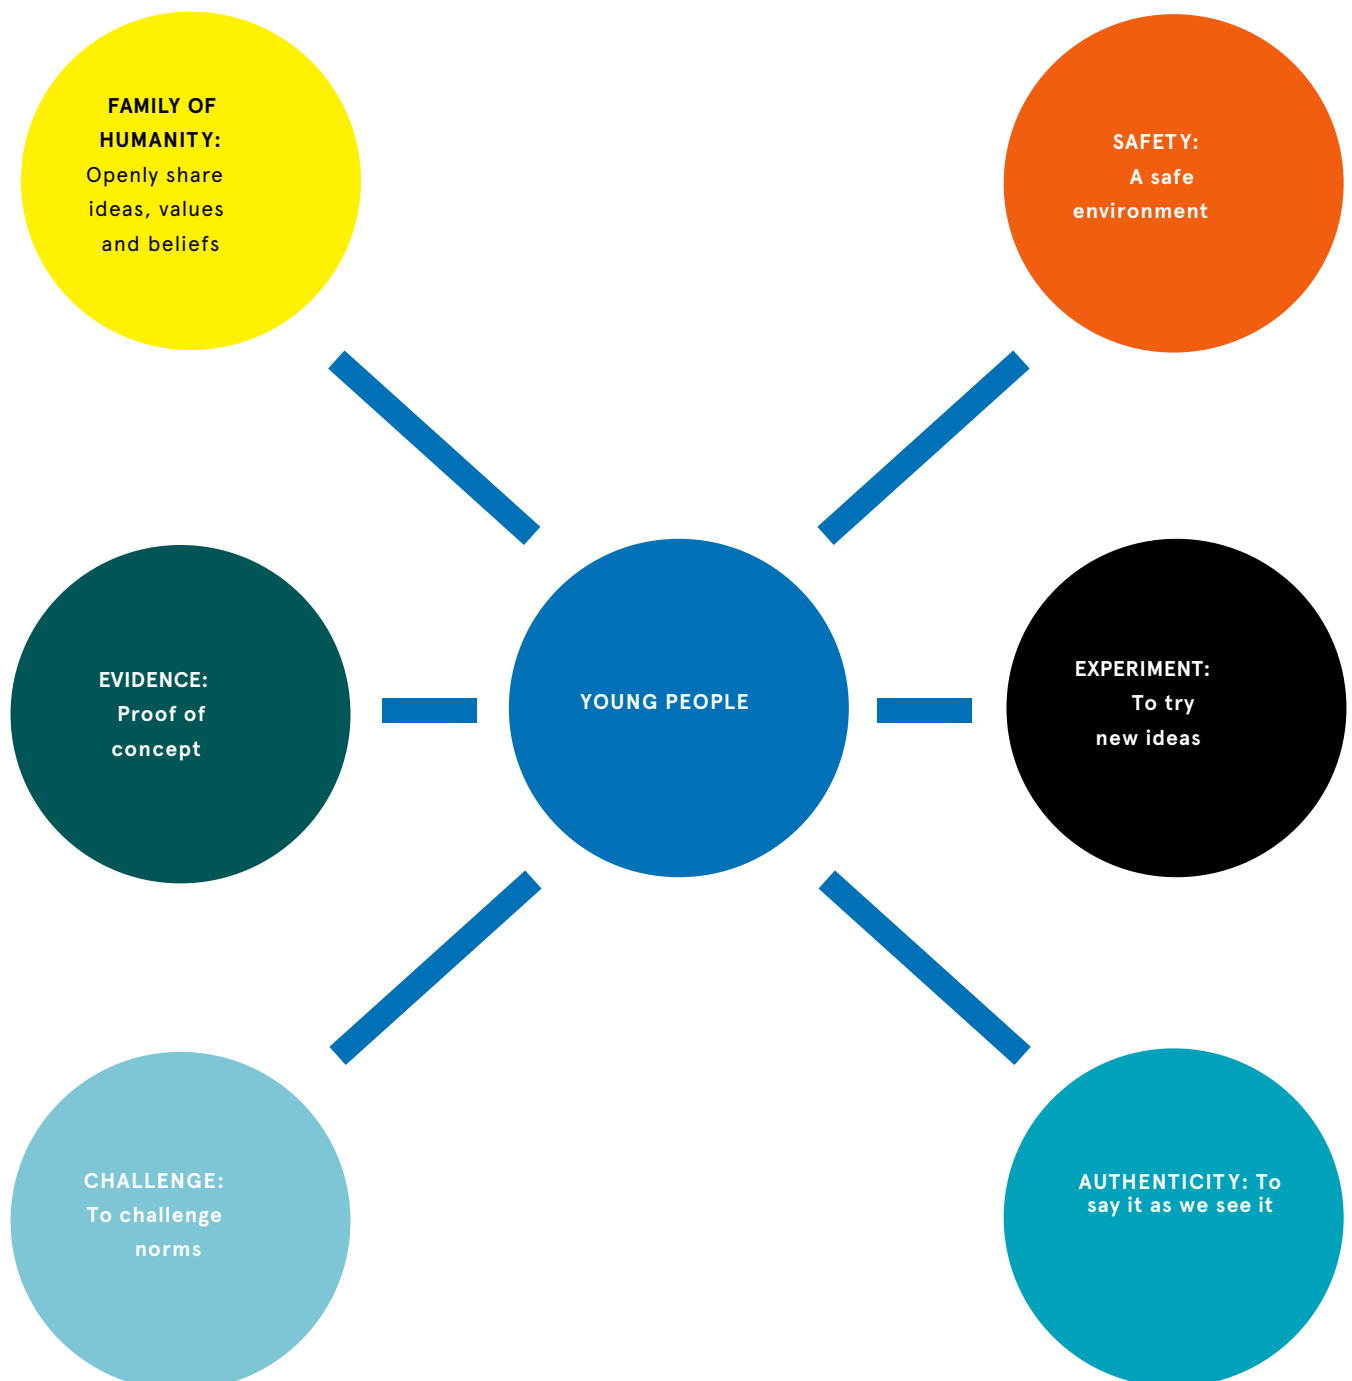 FAMILY OF
HUMANITY:
Openly share
ideas, values
and beliefs
SAFETY:
A safe
environment
EVIDENCE:
Proof of
concept
YOUNG PEOPLE
EXPERIMENT:
To try
new ideas
CHALLENGE:
To challenge
norms
AUTHENTICITY: To
say it as we see it